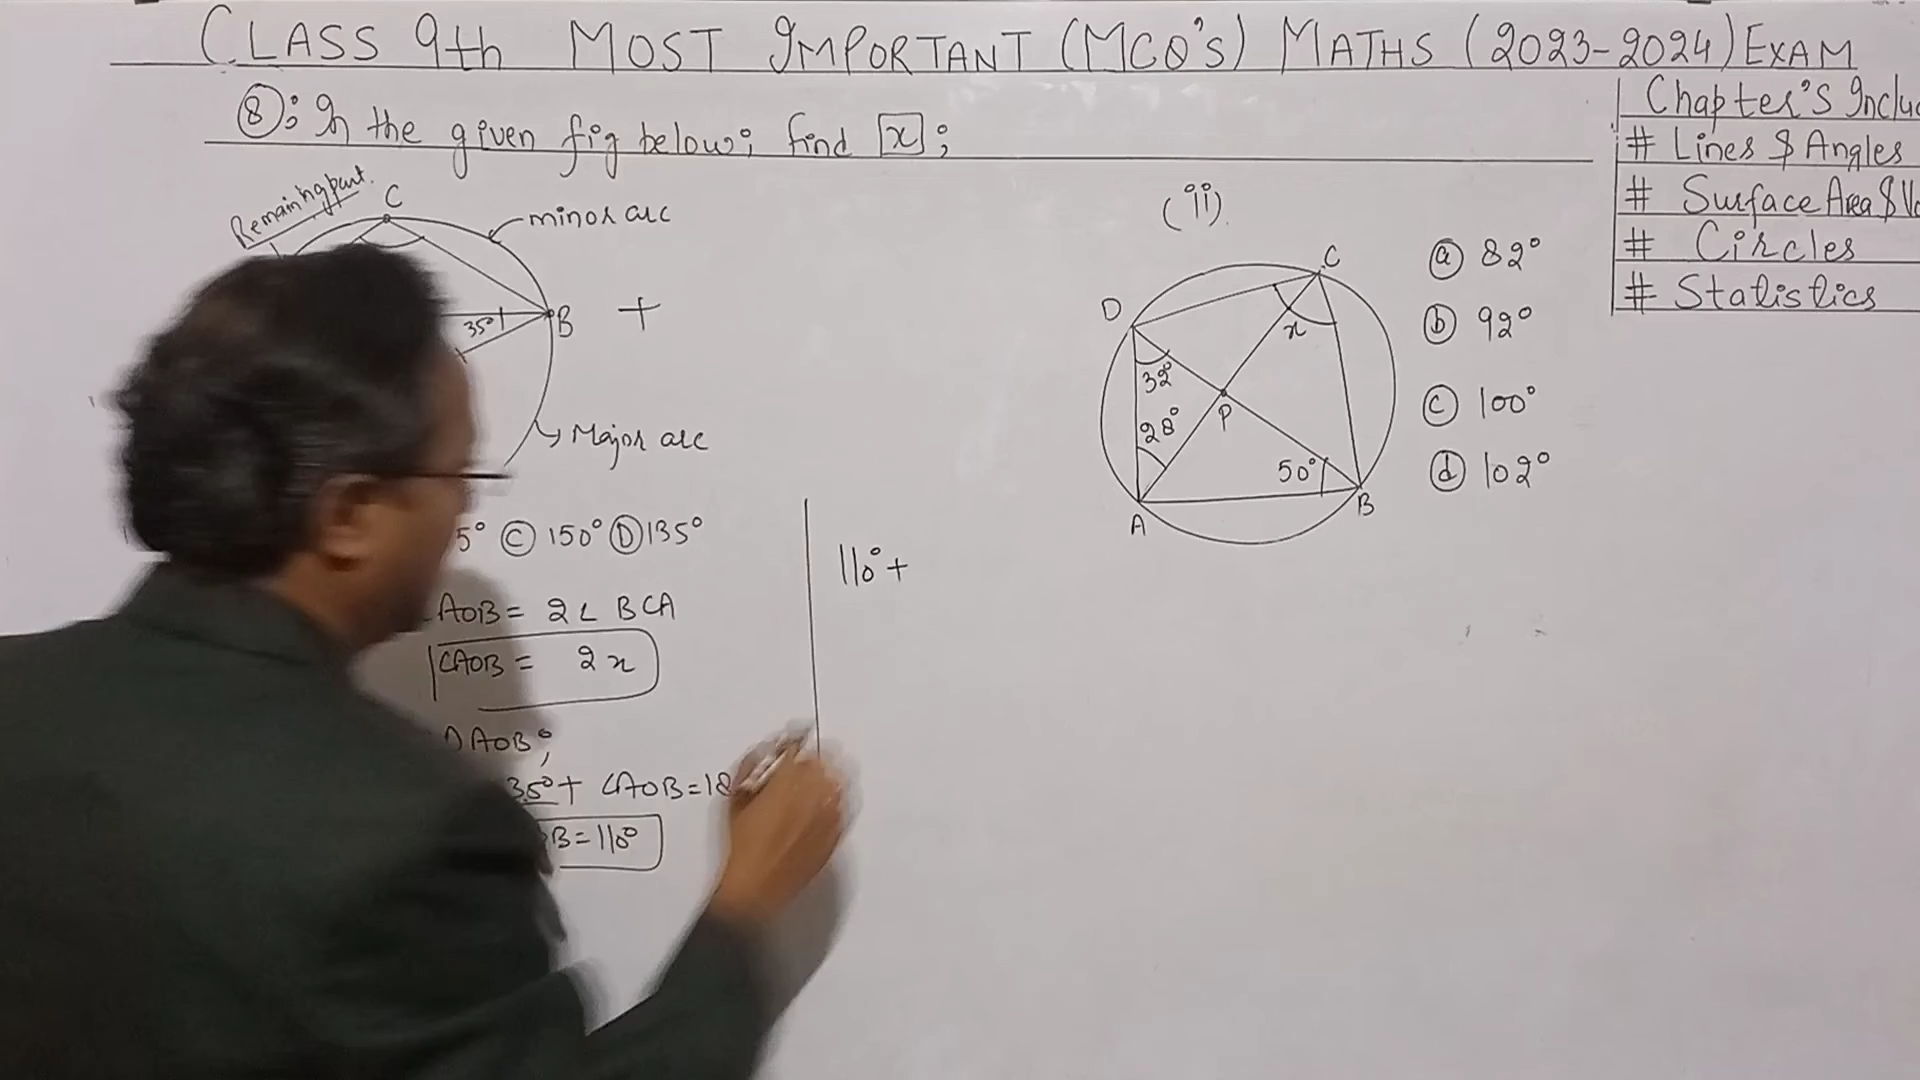 CLASS 9th MOST IMPORTANT (MCQ's) MATHS (2023-2024) EXAM
⑧: In the given fig below; find x;
Chapter's Inclu
# Lines & Angles
# Surface Area & Vo
# Circles
# Statistics
Remaining part.
C
minor arc
35°
B
+
Major arc
5° Ⓒ 150° Ⓓ 135°
AOB = 2∠BCA
∠AOB = 2x
AOB;
35° + ∠AOB = 18
B = 110°
110° +
(ii).
C
D
x
32°
28°
P
50°
A
B
ⓐ 82°
ⓑ 92°
ⓒ 100°
ⓓ 102°